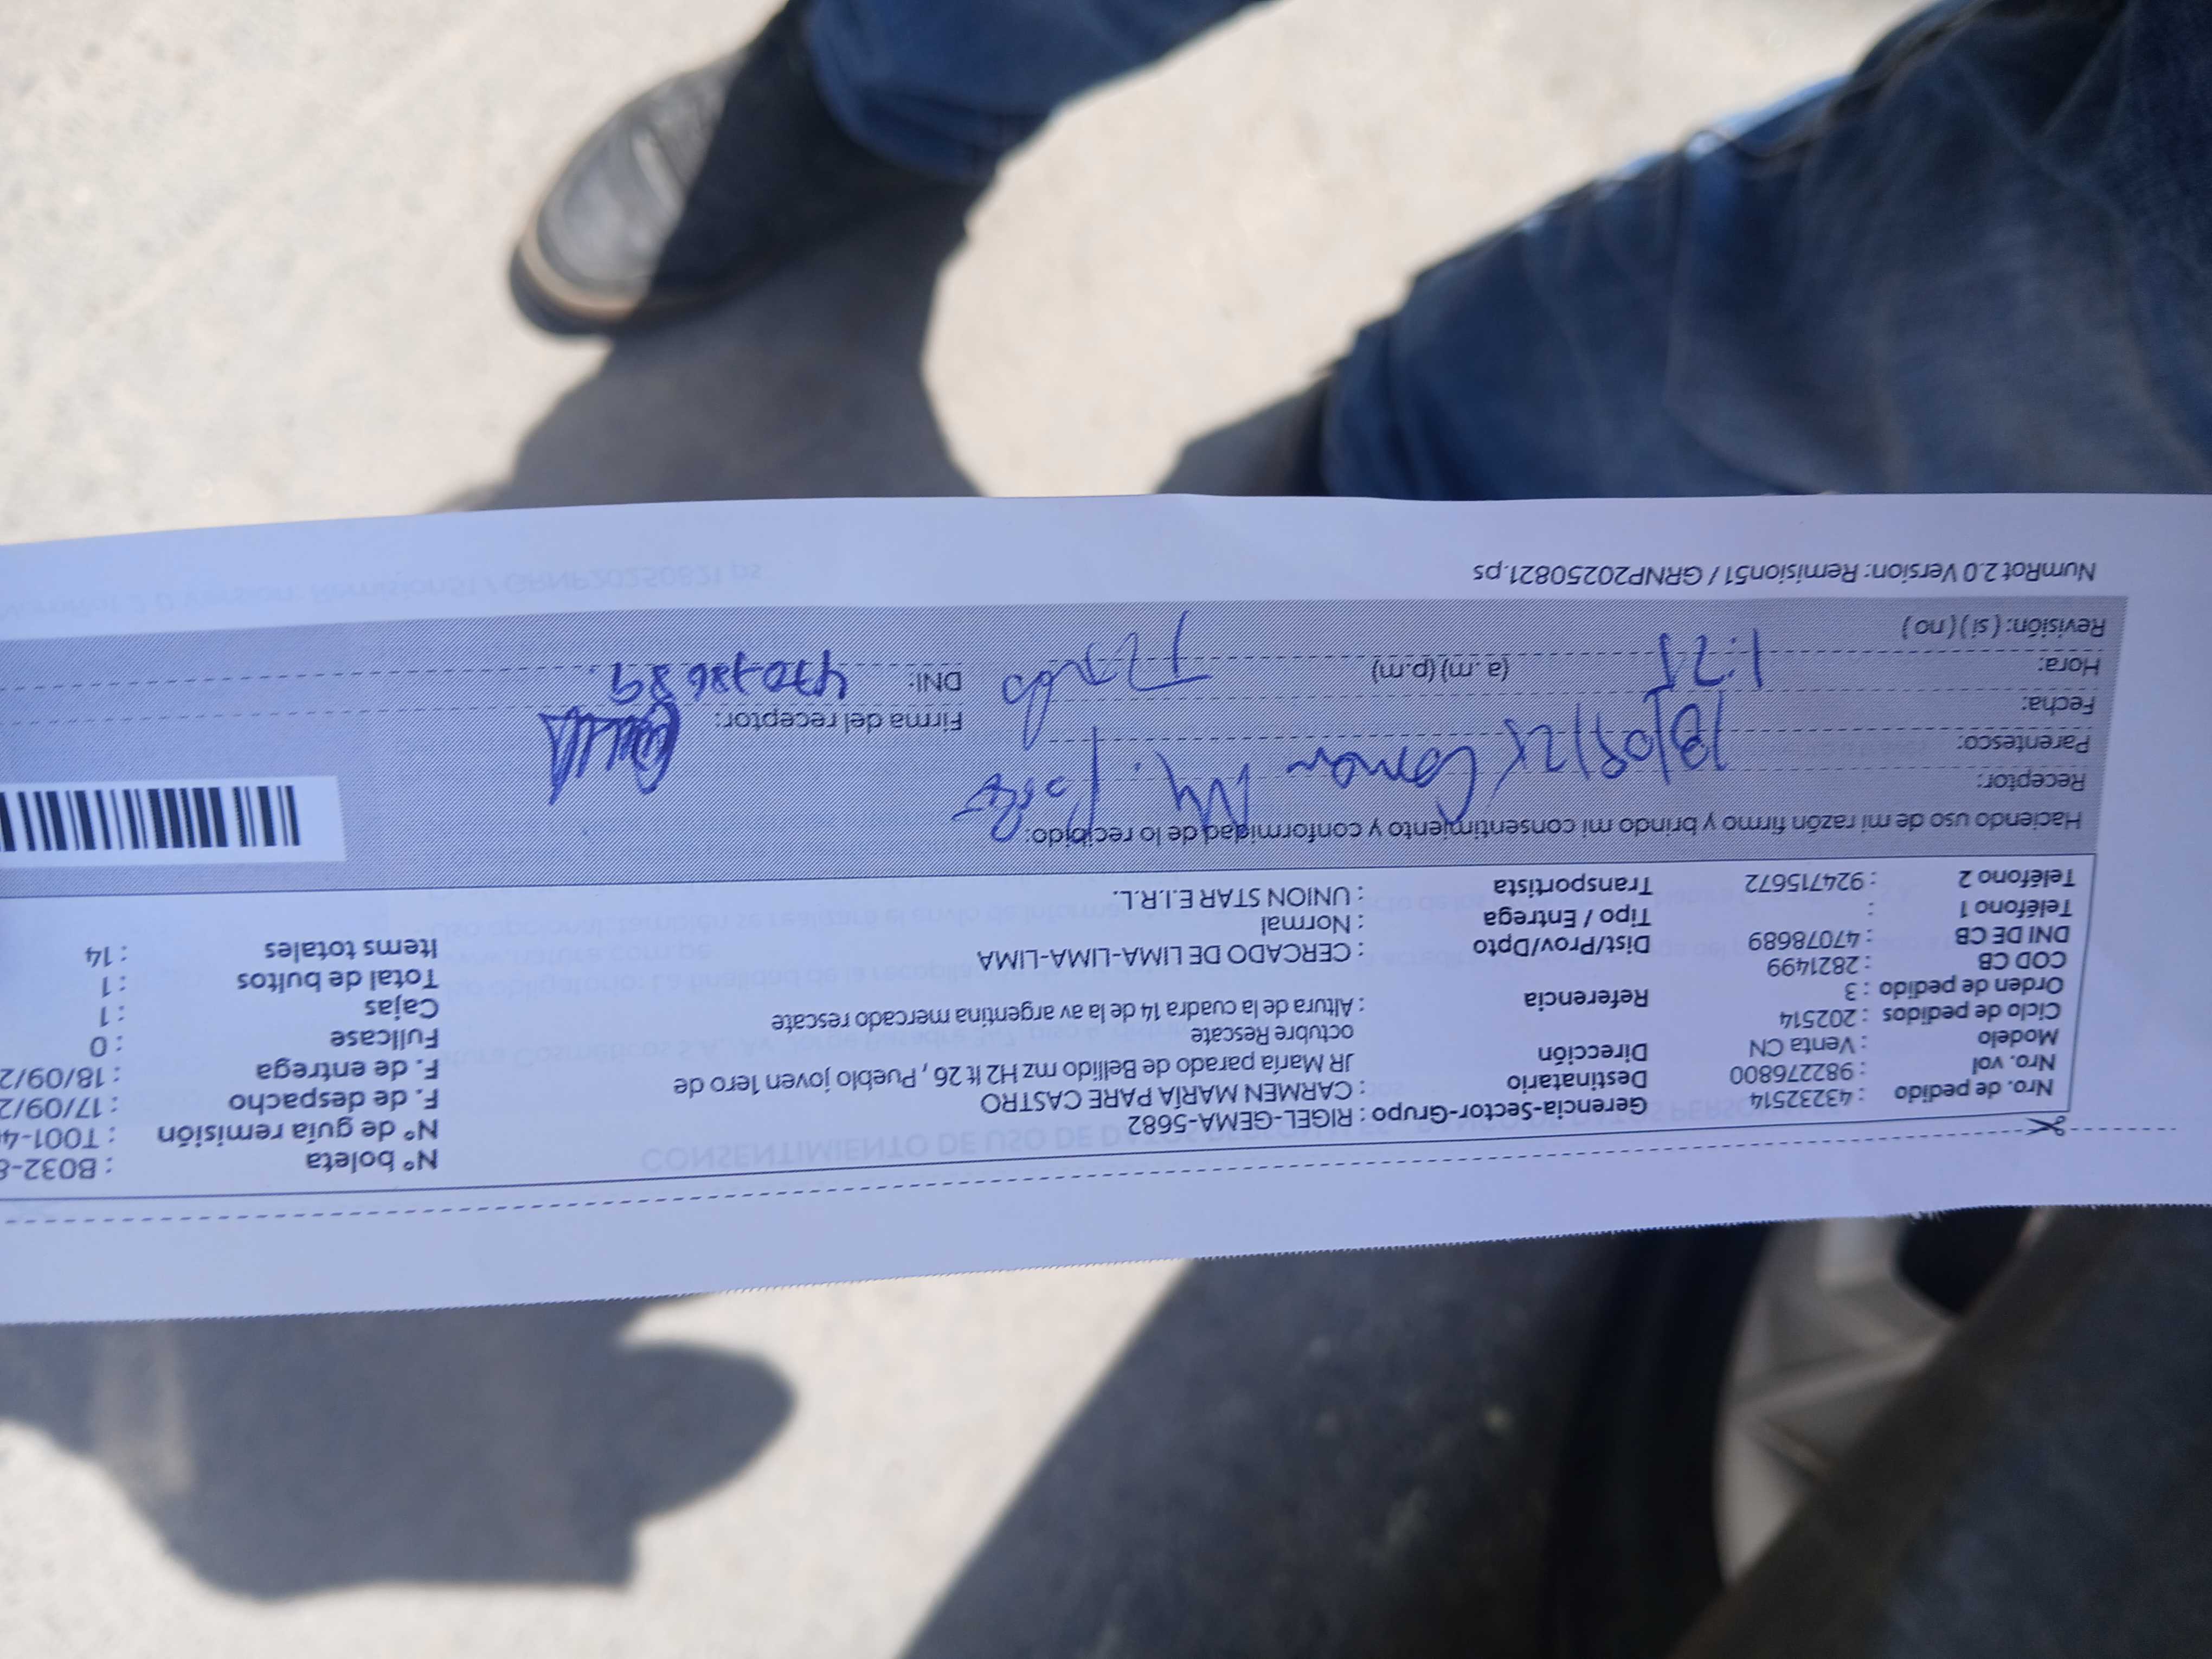 Nro. de pedido : 43232514
Nro. vol : 982276800
Modelo : Venta CN
Ciclo de pedidos : 202514
Orden de pedido : 3
COD CB : 2821499
DNI DE CB : 47078689
Teléfono 1 :
Teléfono 2 : 924715672
Gerencia-Sector-Grupo : RIGEL-GEMA-5682
Destinatario : CARMEN MARÍA PARE CASTRO
Dirección JR María parado de Bellido mz H2 lt 26 , Pueblo joven 1ero de
octubre Rescate
Referencia : Altura de la cuadra 14 de la av argentina mercado rescate
Dist/Prov/Dpto : CERCADO DE LIMA-LIMA-LIMA
Tipo / Entrega : Normal
Transportista : UNION STAR E.I.R.L.
N° boleta : B032-8
N° de guía remisión : T001-4
F. de despacho : 17/09/2
F. de entrega : 18/09/2
Fullcase : 0
Cajas : 1
Total de bultos : 1
Items totales : 14
Haciendo uso de mi razón firmo y brindo mi consentimiento y conformidad de lo recibido:
Receptor:
Parentesco:
Fecha:
Hora: (a.m) (p.m)
Revisión: (si) (no)
Firma del receptor:
DNI:
NumRot 2.0 Version: Remision51 / GRNP20250821.ps